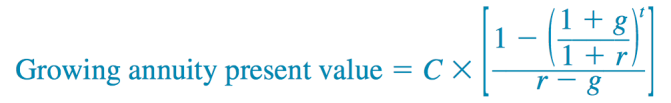 Growing annuity present value = C × [ (1 − ((1 + g) / (1 + r))^t) / (r − g) ]